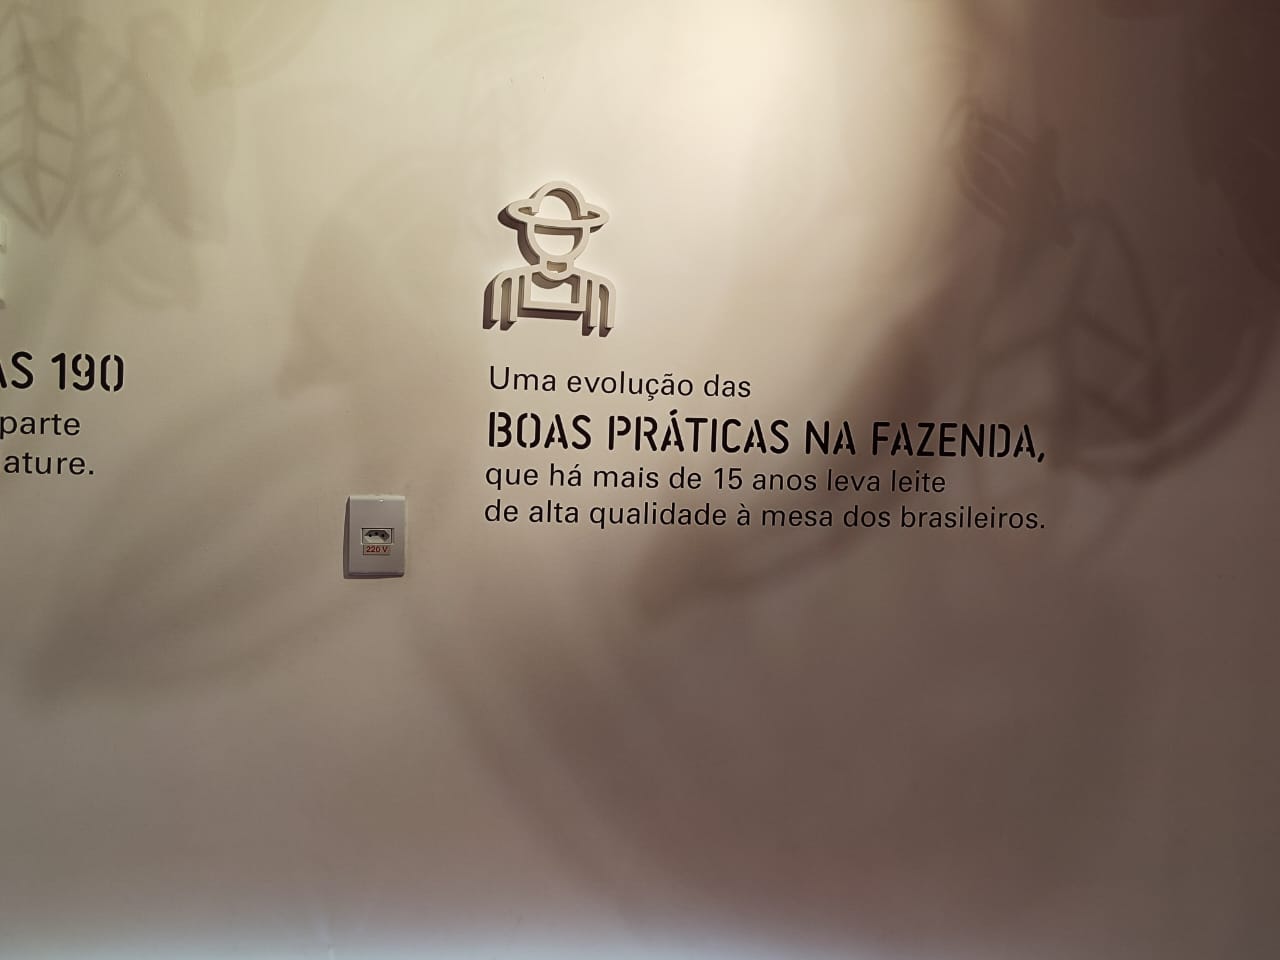 AS 190
parte
ature.
Uma evolução das
BOAS PRÁTICAS NA FAZENDA,
que há mais de 15 anos leva leite
de alta qualidade à mesa dos brasileiros.
220 V